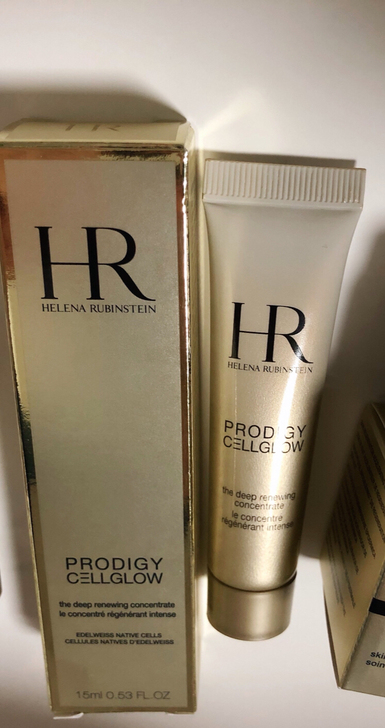 HR
HR
HELENA RUBINSTEIN
PRODIGY
CELLGLOW
the deep renewing concentrate
le concentré régénérant intense
EDELWEISS NATIVE CELLS
CELLULES NATIVES D'EDELWEISS
15ml 0.53 FL.OZ
HR
HELENA RUBINSTEIN
PRODIGY
CELLGLOW
the deep renewing
concentrate
le concentré
régénérant intense